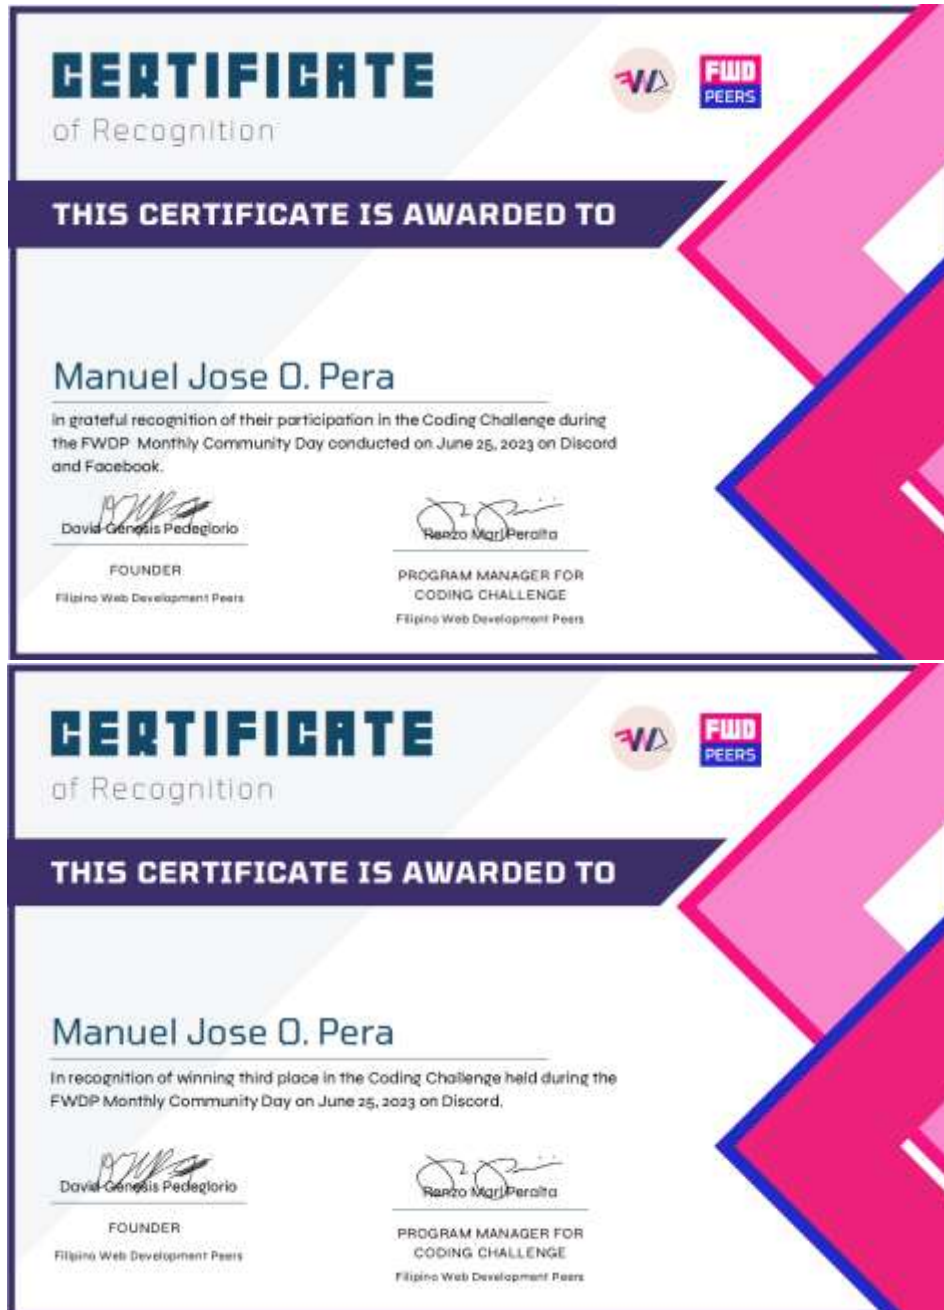 CERTIFICATE
of Recognition
FWD
FWD
PEERS
THIS CERTIFICATE IS AWARDED TO
Manuel Jose O. Pera
in grateful recognition of their participation in the Coding Challenge during
the FWDP Monthly Community Day conducted on June 25, 2023 on Discord
and Facebook.
David Genesis Pedeglorio
FOUNDER
Filipino Web Development Peers
Renzo Mari Peralta
PROGRAM MANAGER FOR
CODING CHALLENGE
Filipino Web Development Peers
CERTIFICATE
of Recognition
FWD
FWD
PEERS
THIS CERTIFICATE IS AWARDED TO
Manuel Jose O. Pera
In recognition of winning third place in the Coding Challenge held during the
FWDP Monthly Community Day on June 25, 2023 on Discord.
David Genesis Pedeglorio
FOUNDER
Filipino Web Development Peers
Renzo Mari Peralta
PROGRAM MANAGER FOR
CODING CHALLENGE
Filipino Web Development Peers